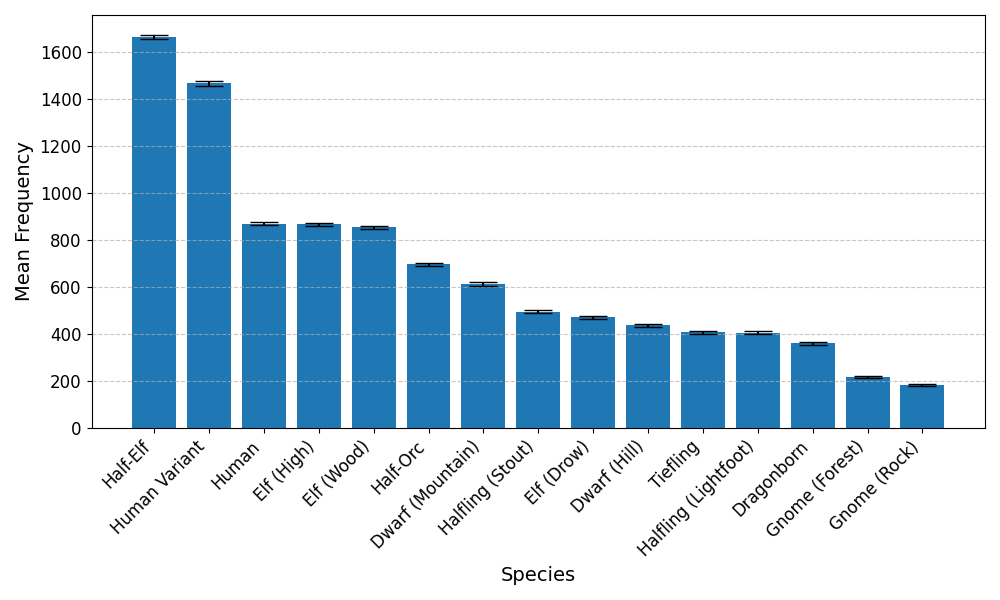 Mean Frequency
1600
1400
1200
1000
800
600
400
200
0
Half-Elf
Human Variant
Human
Elf (High)
Elf (Wood)
Half-Orc
Dwarf (Mountain)
Halfling (Stout)
Elf (Drow)
Dwarf (Hill)
Tiefling
Halfling (Lightfoot)
Dragonborn
Gnome (Forest)
Gnome (Rock)
Species